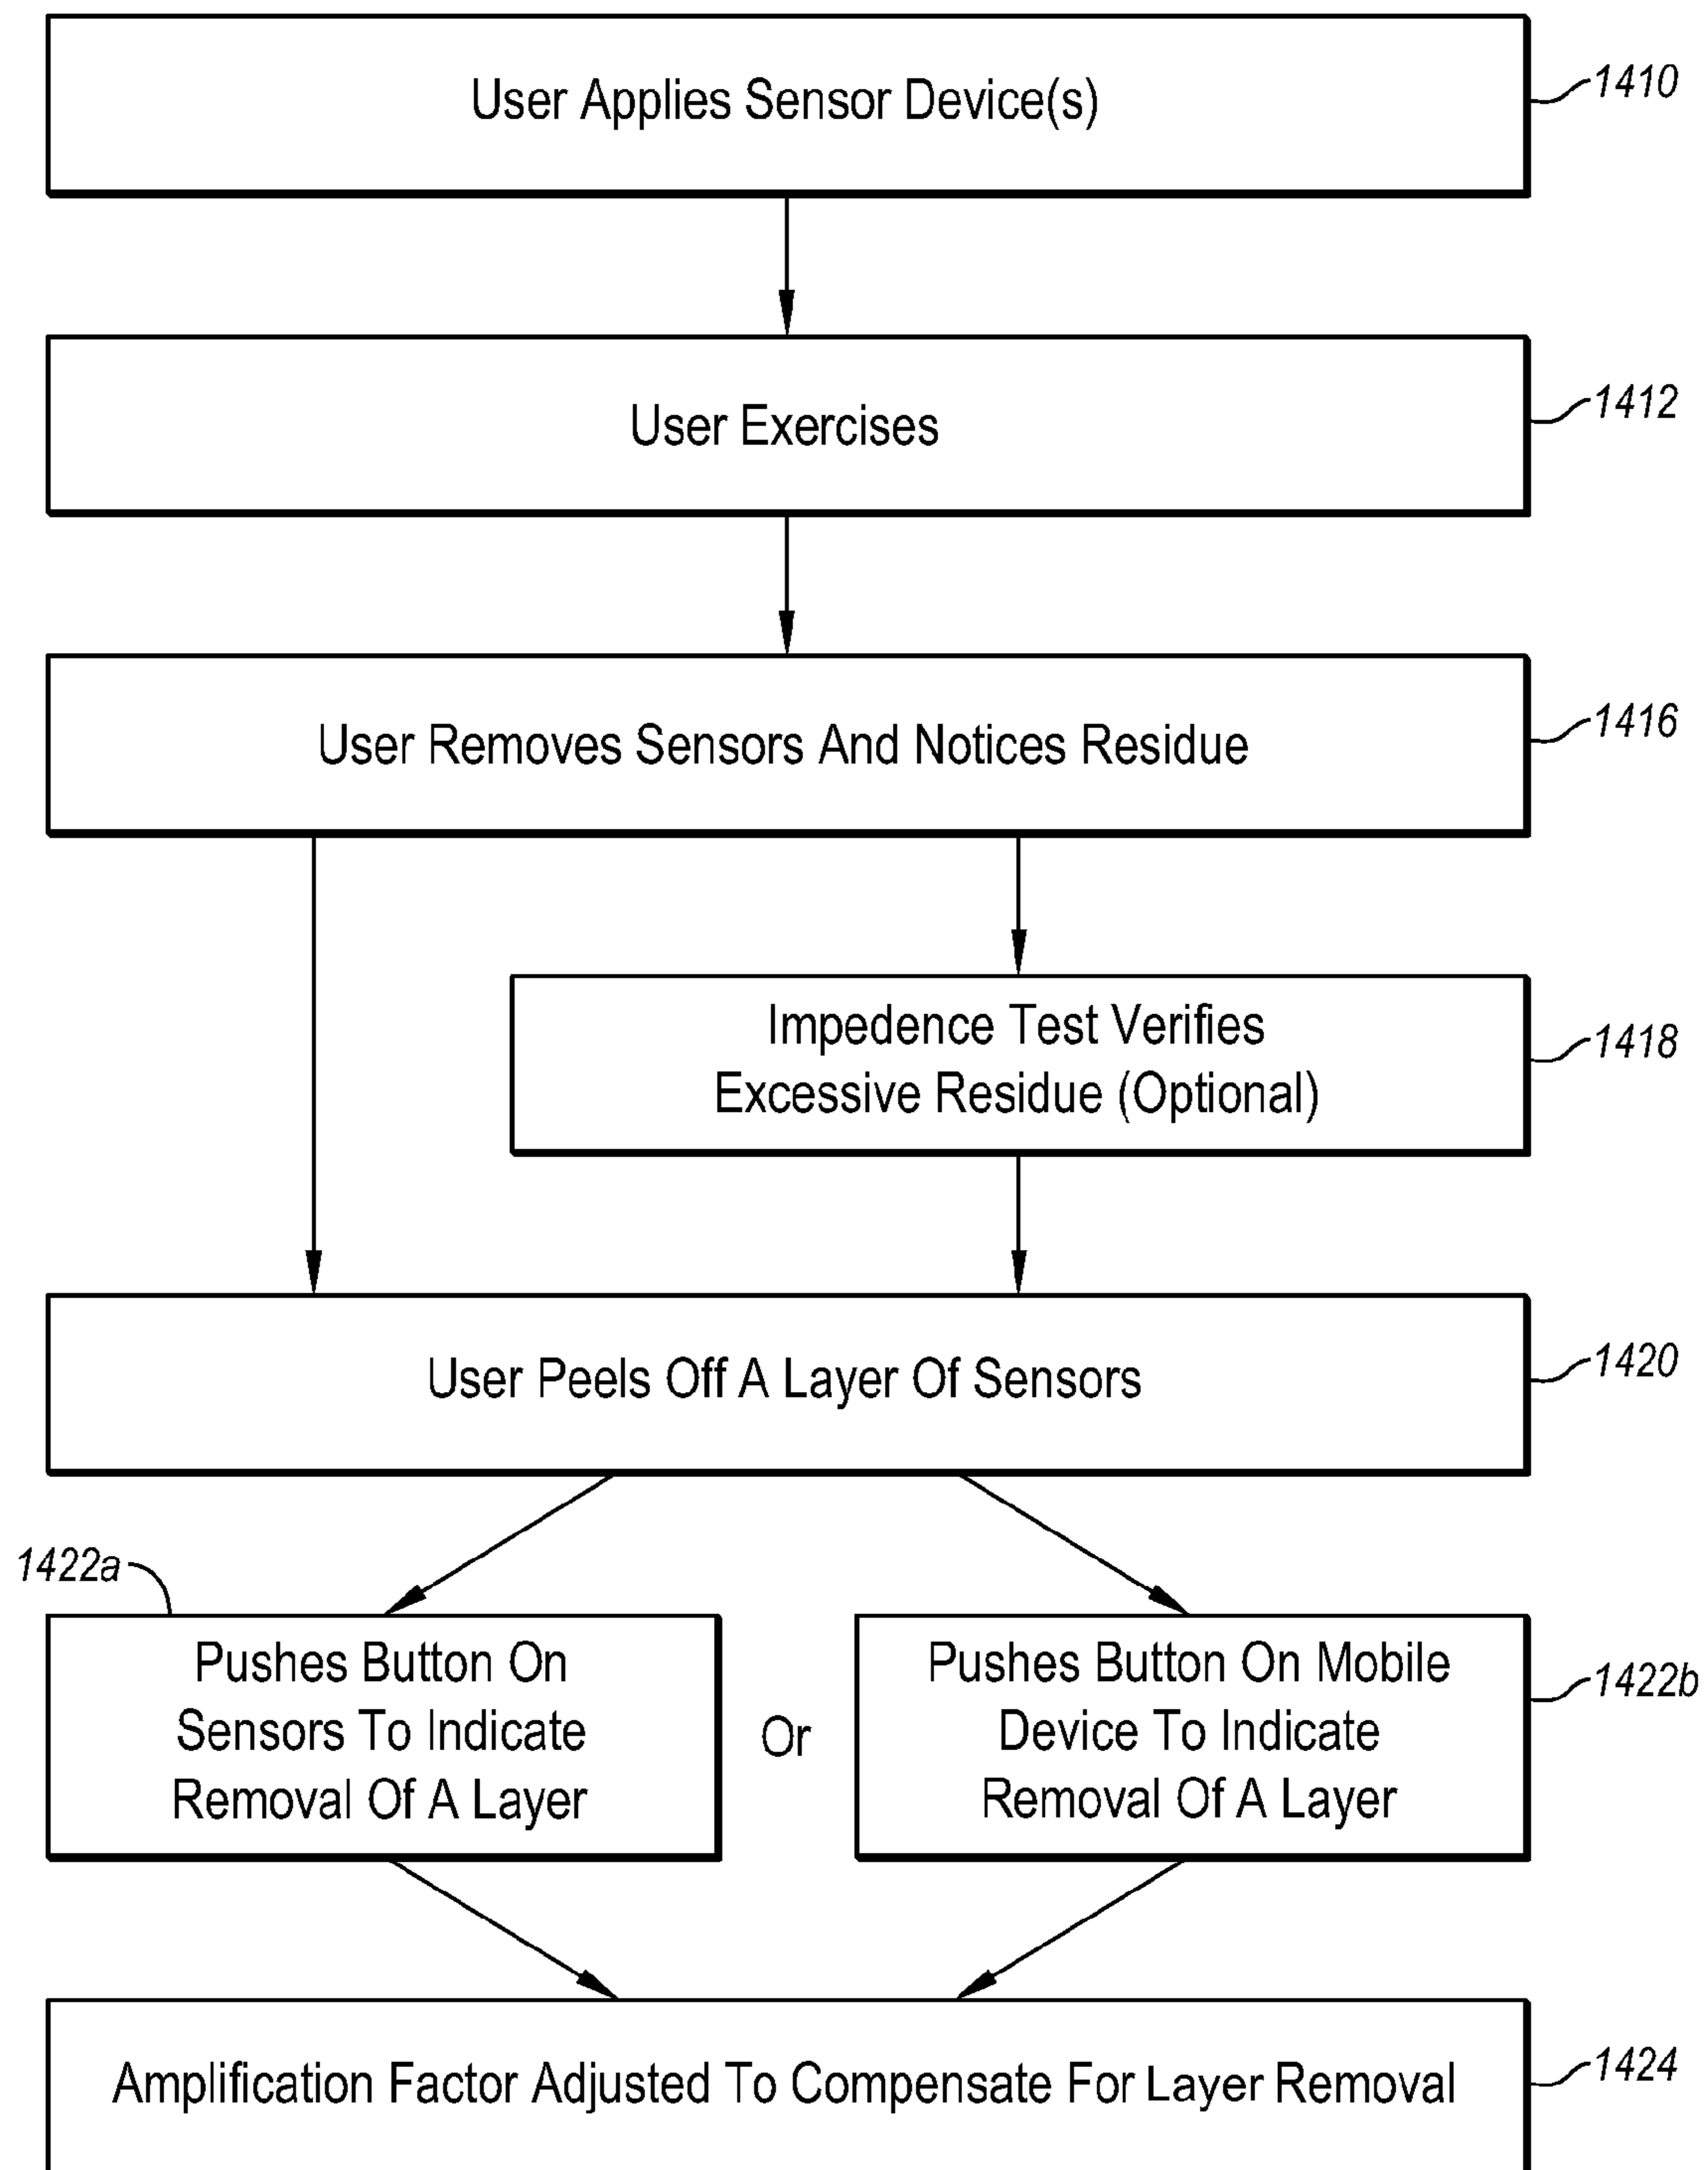 User Applies Sensor Device(s)
1410
User Exercises
1412
User Removes Sensors And Notices Residue
1416
Impedence Test Verifies
Excessive Residue (Optional)
1418
User Peels Off A Layer Of Sensors
1420
1422a
Pushes Button On
Sensors To Indicate
Removal Of A Layer
Or
Pushes Button On Mobile
Device To Indicate
Removal Of A Layer
1422b
Amplification Factor Adjusted To Compensate For Layer Removal
1424